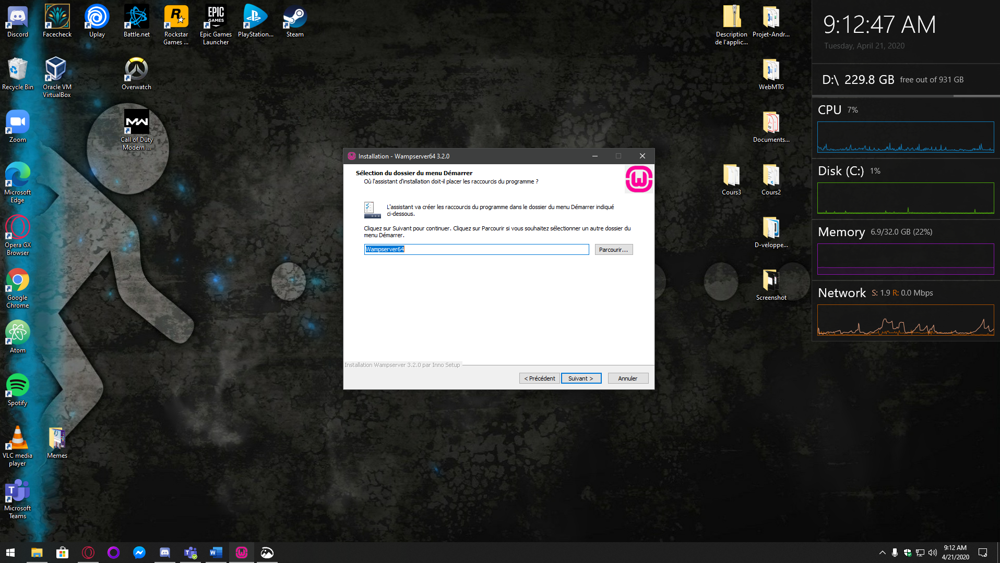 Discord
Facecheck
Uplay
Battle.net
Rockstar
Games ...
EPIC
GAMES
Epic Games
Launcher
PlayStation...
Steam
Recycle Bin
Oracle VM
VirtualBox
Overwatch
Zoom
MW
Call of Duty
Modern ...
Microsoft
Edge
Opera GX
Browser
Google
Chrome
Atom
Spotify
VLC media
player
Memes
Microsoft
Teams
Installation - Wampserver64 3.2.0
Sélection du dossier du menu Démarrer
Où l'assistant d'installation doit-il placer les raccourcis du programme ?
L'assistant va créer les raccourcis du programme dans le dossier du menu Démarrer indiqué
ci-dessous.
Cliquez sur Suivant pour continuer. Cliquez sur Parcourir si vous souhaitez sélectionner un autre dossier du
menu Démarrer.
Wampserver64
Parcourir...
Installation Wampserver 3.2.0 par Inno Setup
< Précédent
Suivant >
Annuler
Description
de l'applic...
Projet-Andr...
WebMTG
Documents...
Cours3
Cours2
D-veloppe...
Screenshot
9:12:47 AM
Tuesday, April 21, 2020
D:\ 229.8 GB free out of 931 GB
CPU 7%
Disk (C:) 1%
Memory 6.9/32.0 GB (22%)
Network S: 1.9 R: 0.0 Mbps
9:12 AM
4/21/2020